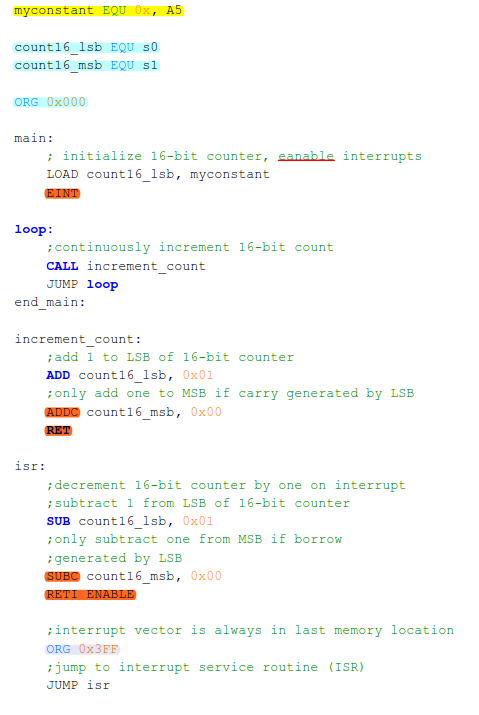 myconstant EQU 0x, A5
count16_lsb EQU s0
count16_msb EQU s1
ORG 0x000
main:
; initialize 16-bit counter, eanable interrupts
LOAD count16_lsb, myconstant
EINT
loop:
;continuously increment 16-bit count
CALL increment_count
JUMP loop
end_main:
increment_count:
;add 1 to LSB of 16-bit counter
ADD count16_lsb, 0x01
;only add one to MSB if carry generated by LSB
ADDC count16_msb, 0x00
RET
isr:
;decrement 16-bit counter by one on interrupt
;subtract 1 from LSB of 16-bit counter
SUB count16_lsb, 0x01
;only subtract one from MSB if borrow
;generated by LSB
SUBC count16_msb, 0x00
RETI ENABLE
;interrupt vector is always in last memory location
ORG 0x3FF
;jump to interrupt service routine (ISR)
JUMP isr